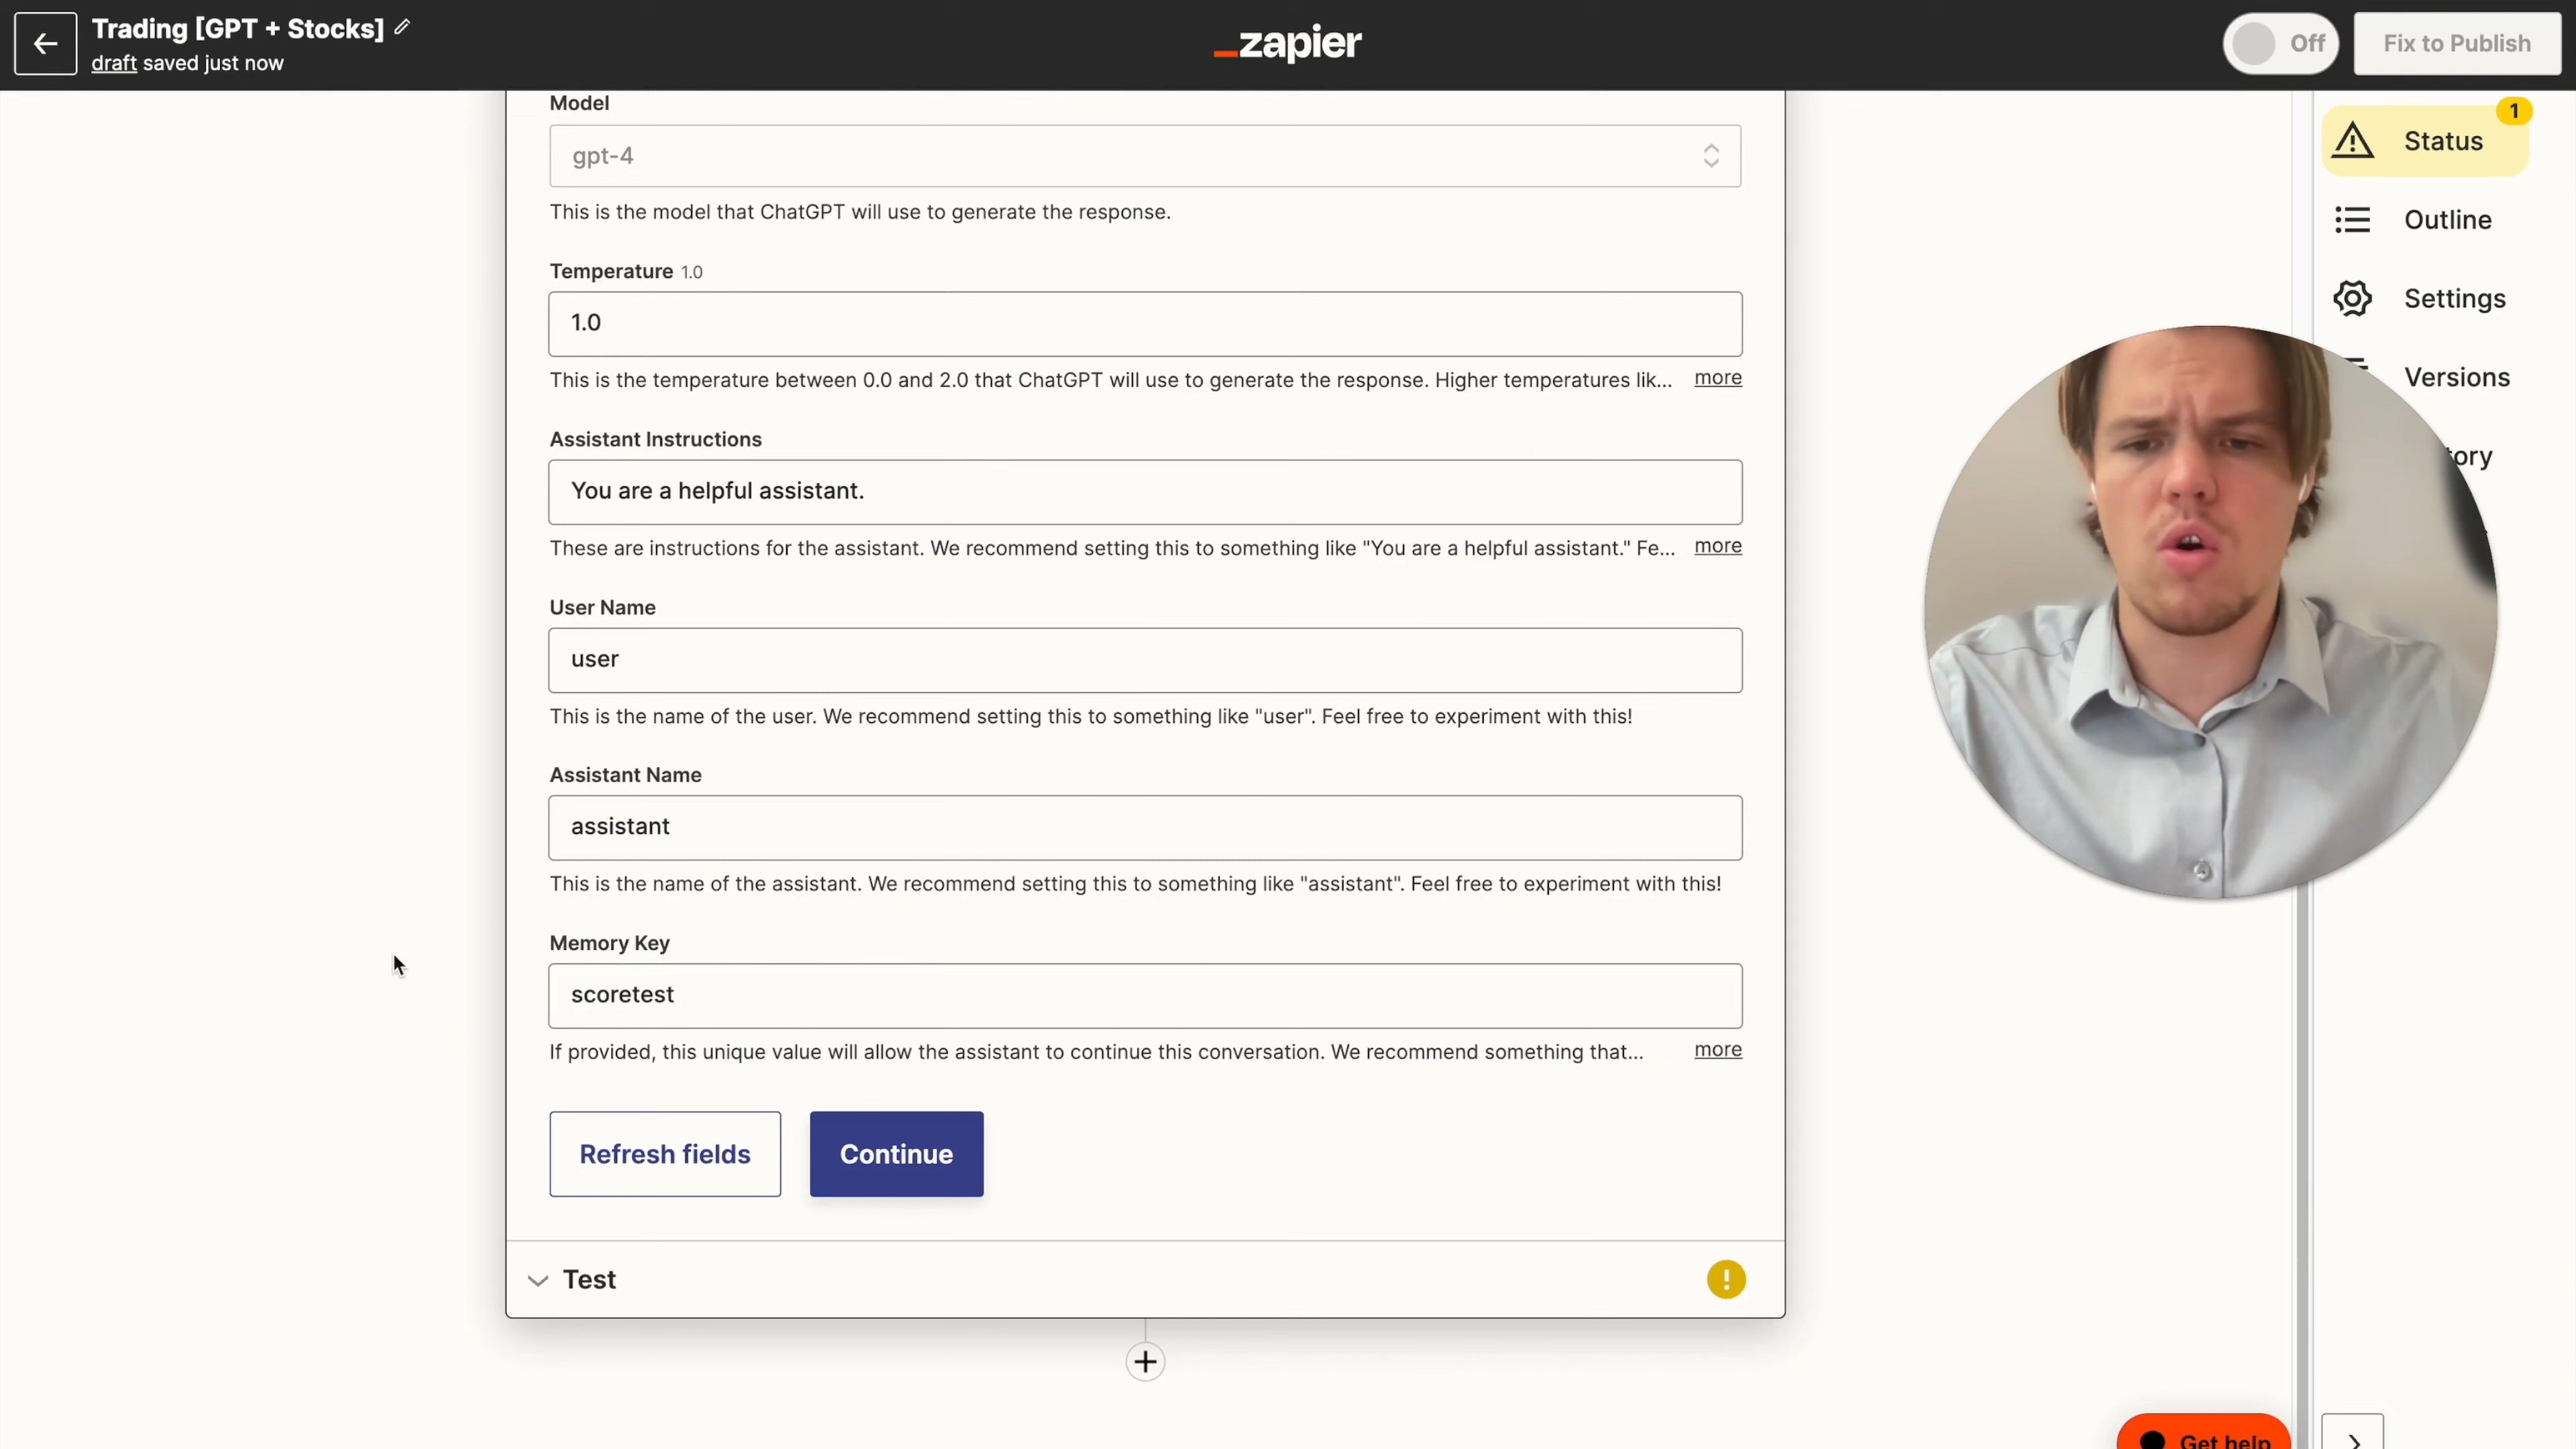 Trading [GPT + Stocks]
draft saved just now
zapier
Off
Fix to Publish
Model
gpt-4
This is the model that ChatGPT will use to generate the response.
Temperature 1.0
1.0
This is the temperature between 0.0 and 2.0 that ChatGPT will use to generate the response. Higher temperatures lik... more
Assistant Instructions
You are a helpful assistant.
These are instructions for the assistant. We recommend setting this to something like "You are a helpful assistant." Fe... more
User Name
user
This is the name of the user. We recommend setting this to something like "user". Feel free to experiment with this!
Assistant Name
assistant
This is the name of the assistant. We recommend setting this to something like "assistant". Feel free to experiment with this!
Memory Key
scoretest
If provided, this unique value will allow the assistant to continue this conversation. We recommend something that... more
Refresh fields
Continue
Test
1
Status
Outline
Settings
Versions
Get help